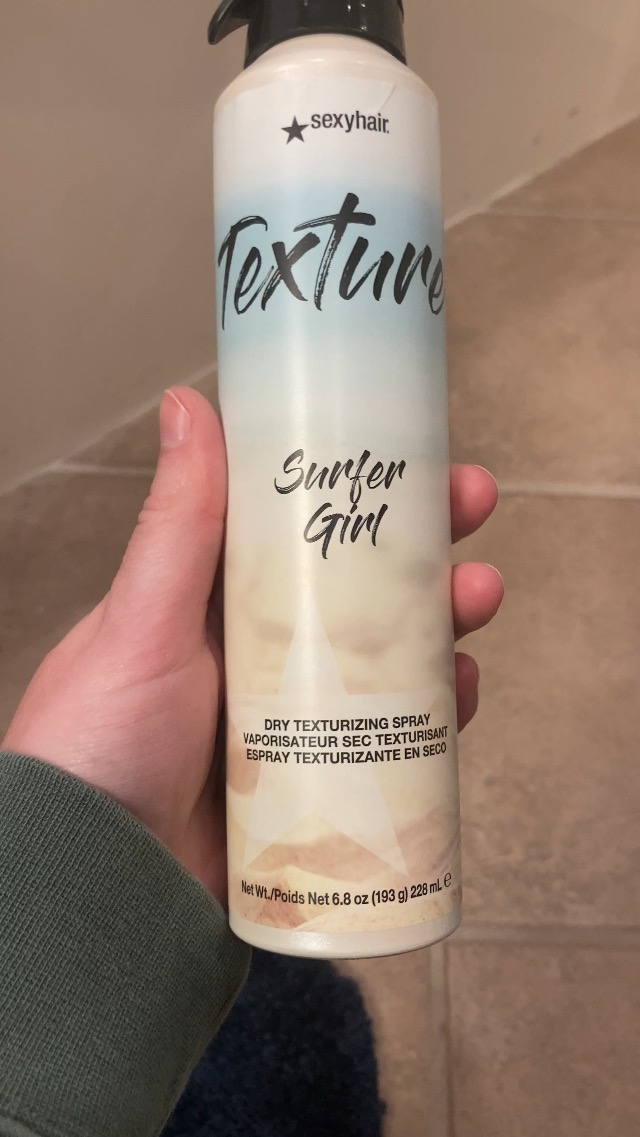 sexyhair.
Texture
Surfer
Girl
DRY TEXTURIZING SPRAY
VAPORISATEUR SEC TEXTURISANT
ESPRAY TEXTURIZANTE EN SECO
Net Wt./Poids Net 6.8 oz (193 g) 228 mL e